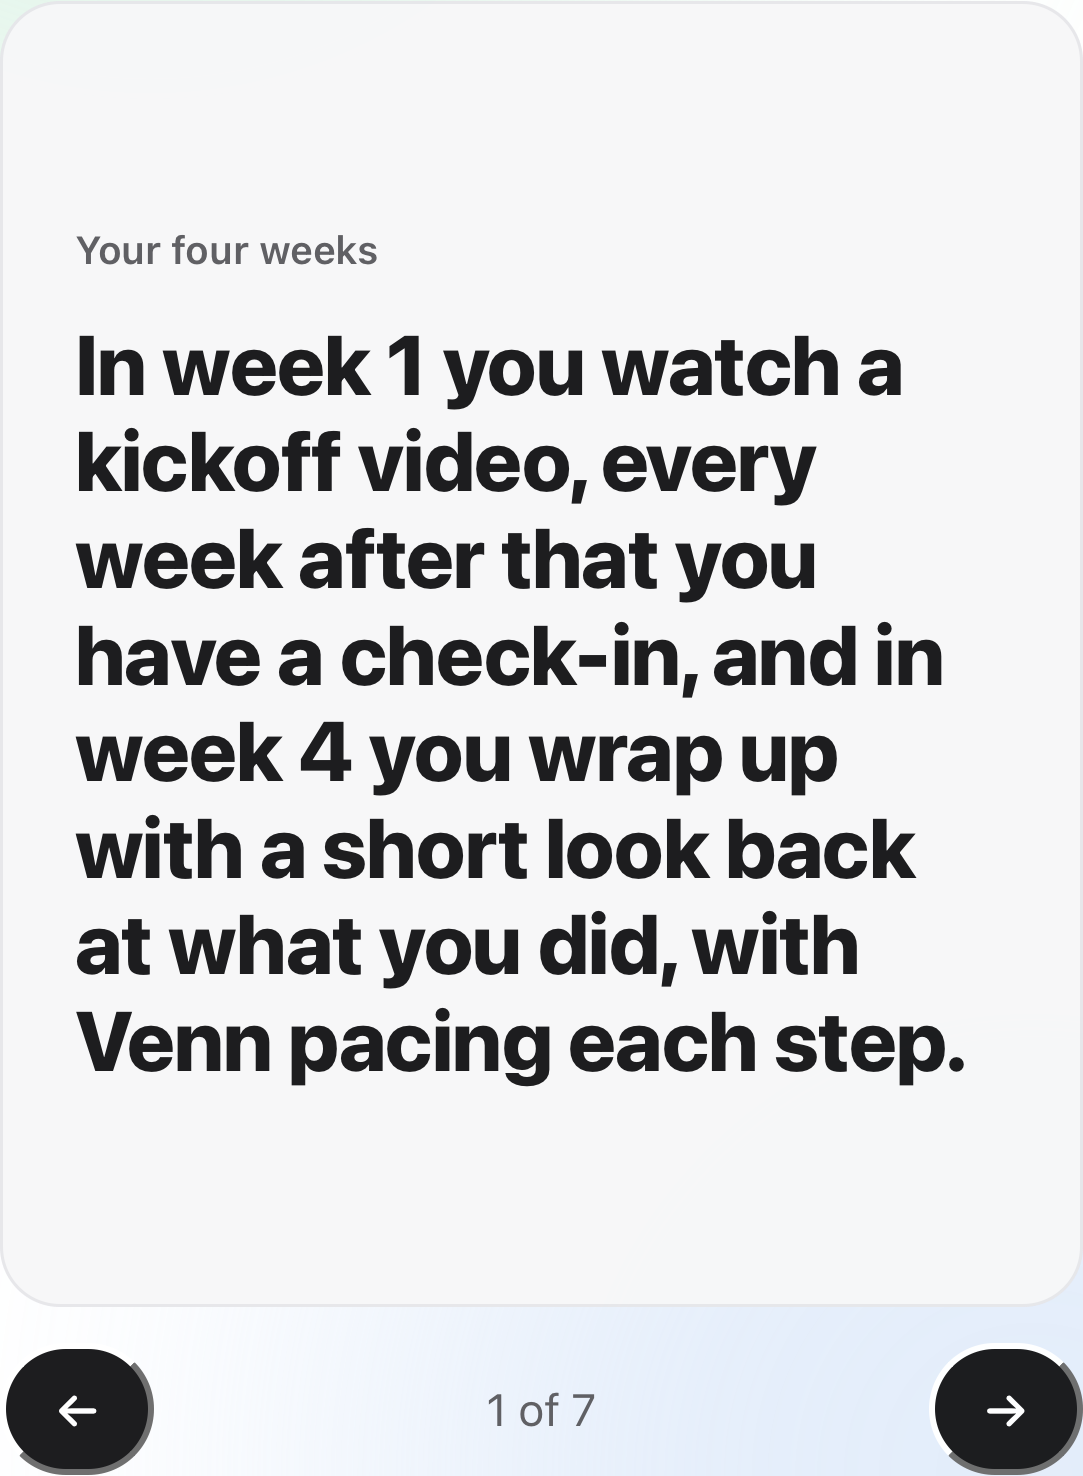 Your four weeks
In week 1 you watch a
kickoff video, every
week after that you
have a check-in, and in
week 4 you wrap up
with a short look back
at what you did, with
Venn pacing each step.
1 of 7